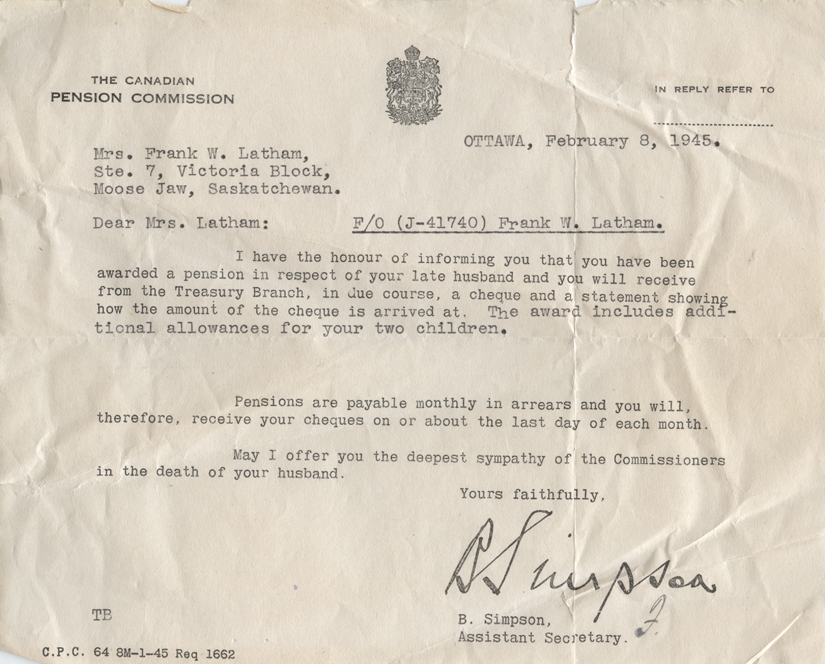 THE CANADIAN
PENSION COMMISSION
IN REPLY REFER TO
OTTAWA, February 8, 1945.
Mrs. Frank W. Latham,
Ste. 7, Victoria Block,
Moose Jaw, Saskatchewan.
Dear Mrs. Latham: F/O (J-41740) Frank W. Latham.
I have the honour of informing you that you have been
awarded a pension in respect of your late husband and you will receive
from the Treasury Branch, in due course, a cheque and a statement showing
how the amount of the cheque is arrived at. The award includes addi-
tional allowances for your two children.
Pensions are payable monthly in arrears and you will,
therefore, receive your cheques on or about the last day of each month.
May I offer you the deepest sympathy of the Commissioners
in the death of your husband.
Yours faithfully,
B Simpson
B. Simpson,
Assistant Secretary.
TB
C.P.C. 64 8M-1-45 Req 1662